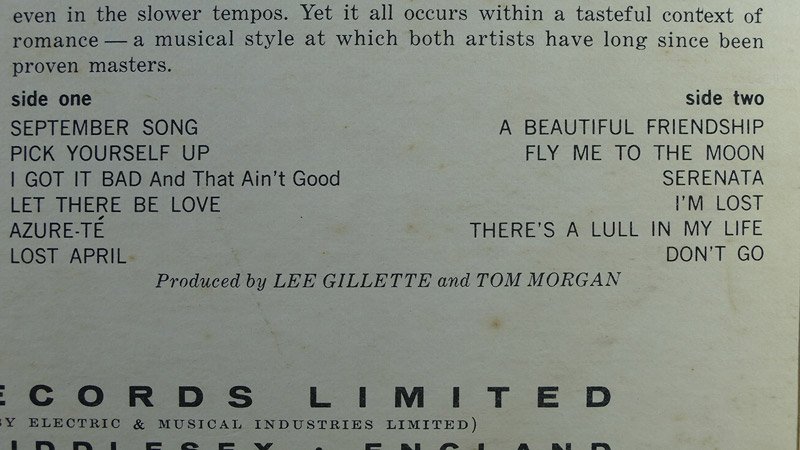 even in the slower tempos. Yet it all occurs within a tasteful context of
romance — a musical style at which both artists have long since been
proven masters.
side one
SEPTEMBER SONG
PICK YOURSELF UP
I GOT IT BAD And That Ain't Good
LET THERE BE LOVE
AZURE-TÉ
LOST APRIL
side two
A BEAUTIFUL FRIENDSHIP
FLY ME TO THE MOON
SERENATA
I'M LOST
THERE'S A LULL IN MY LIFE
DON'T GO
Produced by LEE GILLETTE and TOM MORGAN
ECORDS LIMITED
BY ELECTRIC & MUSICAL INDUSTRIES LIMITED)
IDDLESEX · ENGLAND